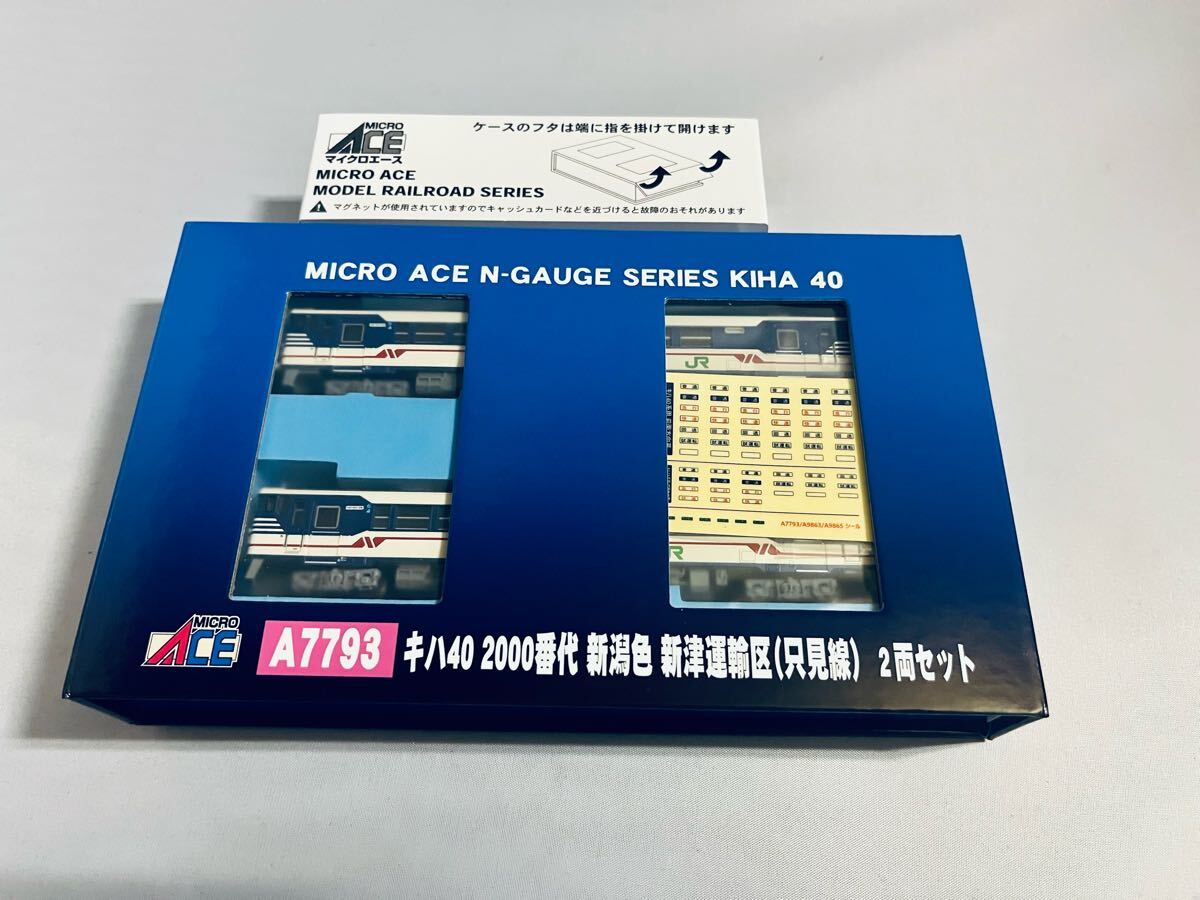 MICRO
ACE
マイクロエース
ケースのフタは端に指を掛けて開けます
MICRO ACE
MODEL RAILROAD SERIES
マグネットが使用されていますのでキャッシュカードなどを近づけると故障のおそれがあります
MICRO ACE N-GAUGE SERIES KIHA 40
JR
A7793/A9863/A9865 シール
MICRO
ACE
A7793
キハ40 2000番代 新潟色 新津運輸区(只見線) 2両セット